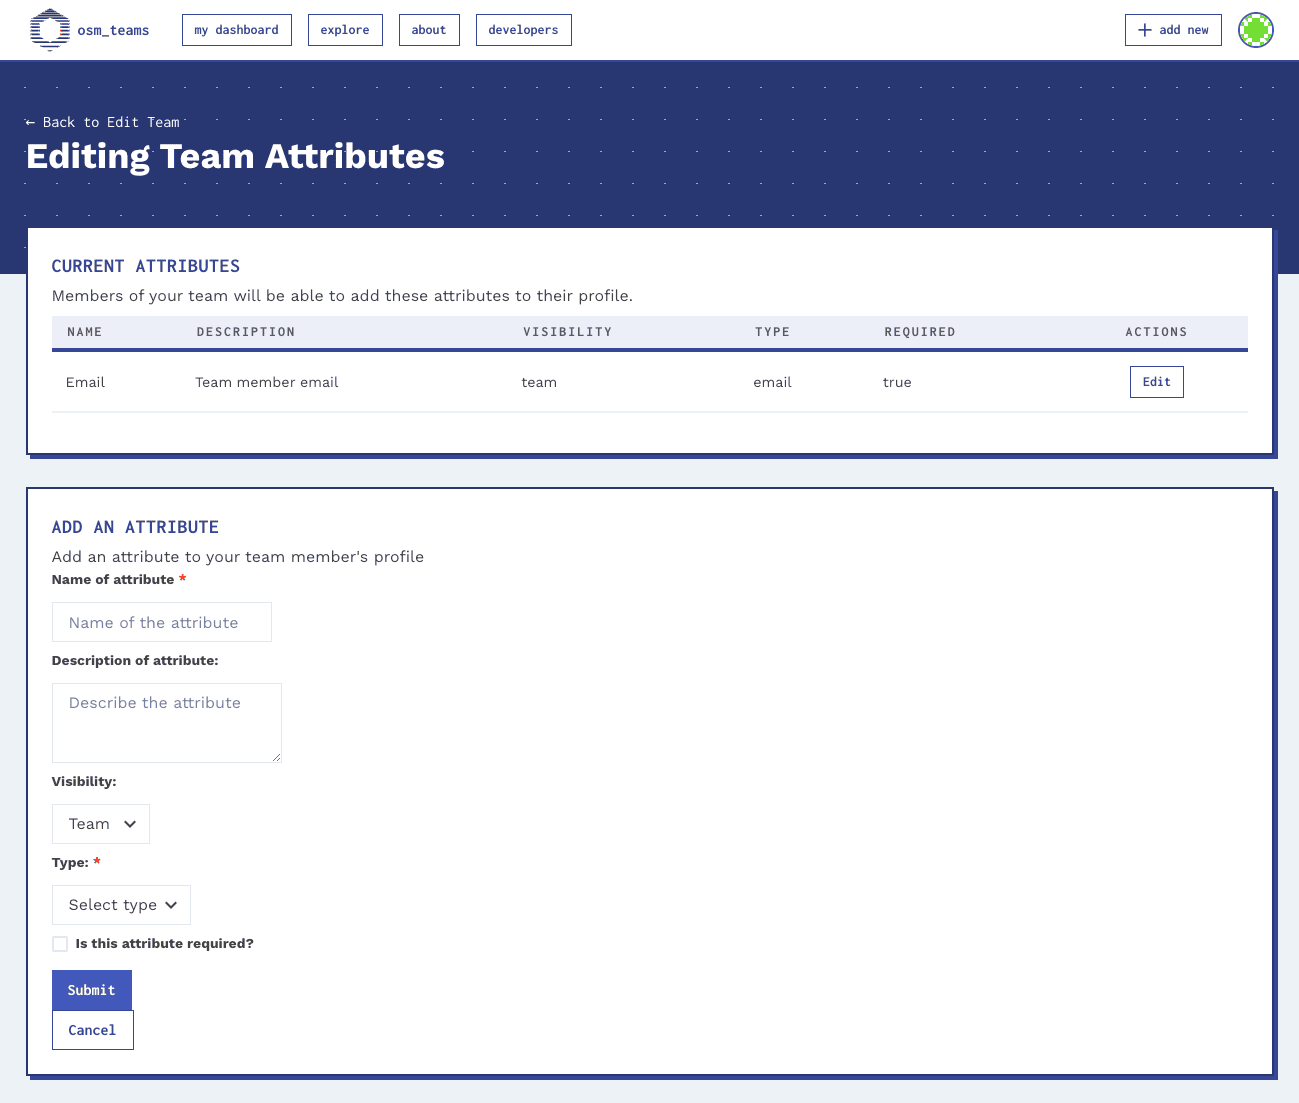 osm_teams my dashboard explore about developers + add new
← Back to Edit Team
Editing Team Attributes
CURRENT ATTRIBUTES
Members of your team will be able to add these attributes to their profile.
NAME DESCRIPTION VISIBILITY TYPE REQUIRED ACTIONS
Email Team member email team email true Edit
ADD AN ATTRIBUTE
Add an attribute to your team member's profile
Name of attribute *
Name of the attribute
Description of attribute:
Describe the attribute
Visibility:
Team
Type: *
Select type
Is this attribute required?
Submit
Cancel